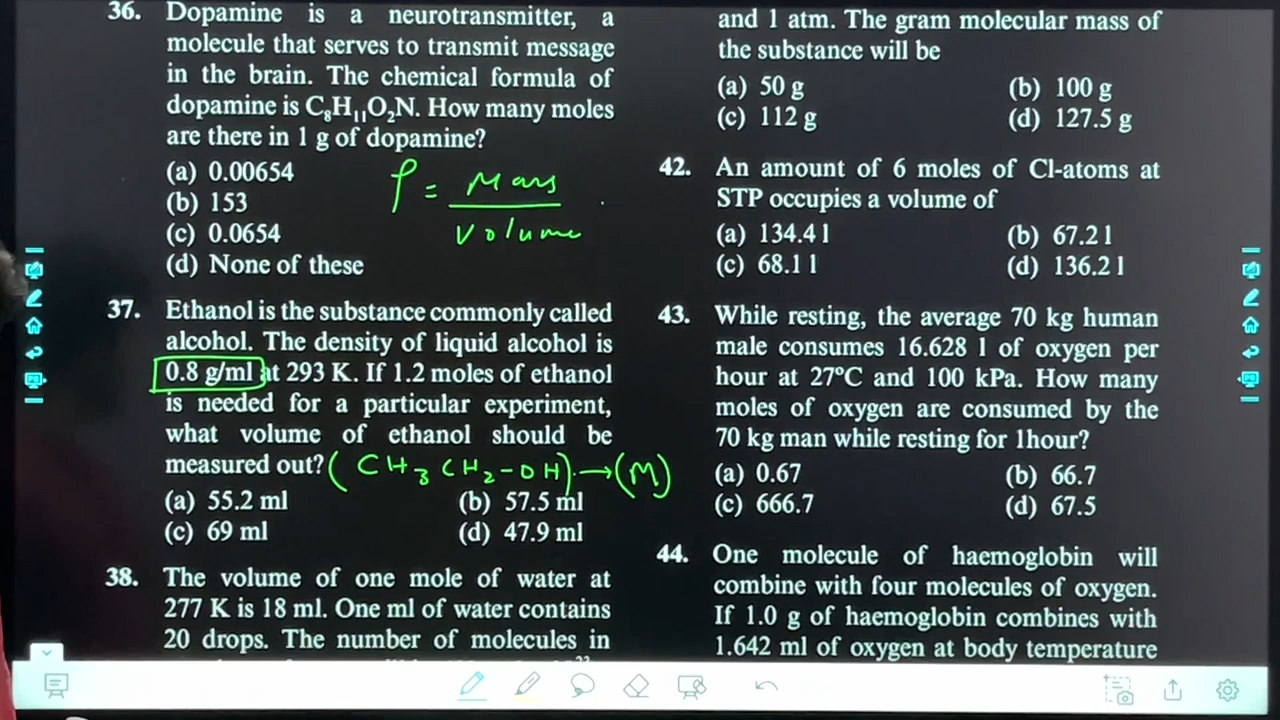 36. Dopamine is a neurotransmitter, a
molecule that serves to transmit message
in the brain. The chemical formula of
dopamine is C₈H₁₁O₂N. How many moles
are there in 1 g of dopamine?
(a) 0.00654
(b) 153
(c) 0.0654
(d) None of these
ρ = Mass
Volume
37. Ethanol is the substance commonly called
alcohol. The density of liquid alcohol is
0.8 g/ml at 293 K. If 1.2 moles of ethanol
is needed for a particular experiment,
what volume of ethanol should be
measured out? (CH₃CH₂-OH) → (M)
(a) 55.2 ml (b) 57.5 ml
(c) 69 ml (d) 47.9 ml
38. The volume of one mole of water at
277 K is 18 ml. One ml of water contains
20 drops. The number of molecules in
and 1 atm. The gram molecular mass of
the substance will be
(a) 50 g (b) 100 g
(c) 112 g (d) 127.5 g
42. An amount of 6 moles of Cl-atoms at
STP occupies a volume of
(a) 134.4 l (b) 67.2 l
(c) 68.1 l (d) 136.2 l
43. While resting, the average 70 kg human
male consumes 16.628 l of oxygen per
hour at 27°C and 100 kPa. How many
moles of oxygen are consumed by the
70 kg man while resting for 1hour?
(a) 0.67 (b) 66.7
(c) 666.7 (d) 67.5
44. One molecule of haemoglobin will
combine with four molecules of oxygen.
If 1.0 g of haemoglobin combines with
1.642 ml of oxygen at body temperature